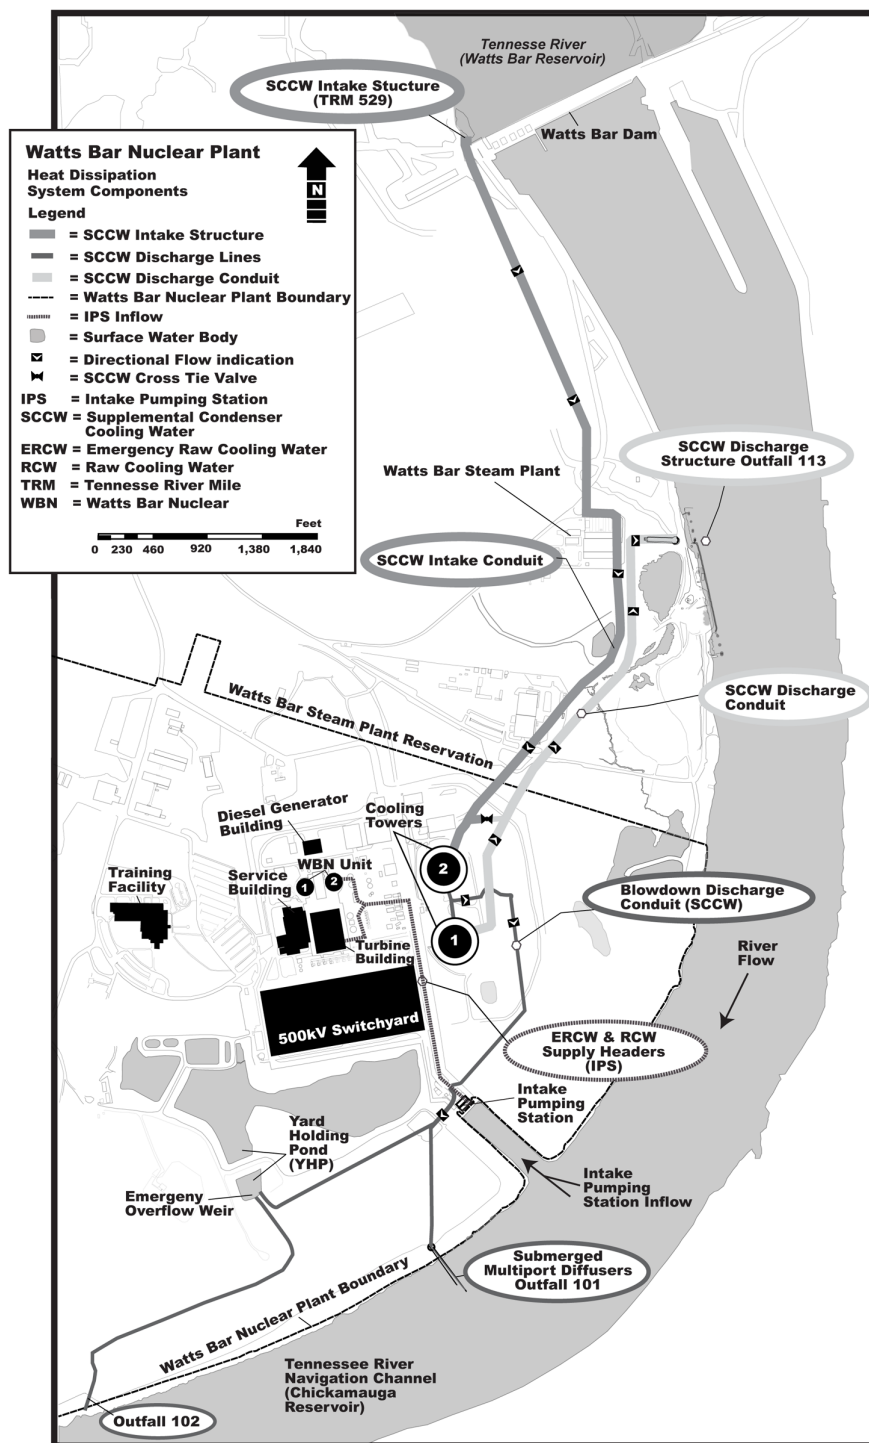 Tennesse River
(Watts Bar Reservoir)
SCCW Intake Stucture
(TRM 529)
Watts Bar Dam
Watts Bar Nuclear Plant
Heat Dissipation
System Components
N
Legend
= SCCW Intake Structure
= SCCW Discharge Lines
= SCCW Discharge Conduit
= Watts Bar Nuclear Plant Boundary
= IPS Inflow
= Surface Water Body
= Directional Flow indication
= SCCW Cross Tie Valve
IPS = Intake Pumping Station
SCCW = Supplemental Condenser
Cooling Water
ERCW = Emergency Raw Cooling Water
RCW = Raw Cooling Water
TRM = Tennesse River Mile
WBN = Watts Bar Nuclear
Feet
0 230 460 920 1,380 1,840
SCCW Discharge
Structure Outfall 113
Watts Bar Steam Plant
SCCW Intake Conduit
SCCW Discharge
Conduit
Watts Bar Steam Plant Reservation
Diesel Generator
Building
Cooling
Towers
WBN Unit
1
2
2
1
Training
Facility
Service
Building
Turbine
Building
Blowdown Discharge
Conduit (SCCW)
River
Flow
500kV Switchyard
ERCW & RCW
Supply Headers
(IPS)
Intake
Pumping
Station
Yard
Holding
Pond
(YHP)
Emergeny
Overflow Weir
Intake
Pumping
Station Inflow
Submerged
Multiport Diffusers
Outfall 101
Watts Bar Nuclear Plant Boundary
Tennessee River
Navigation Channel
(Chickamauga
Reservoir)
Outfall 102